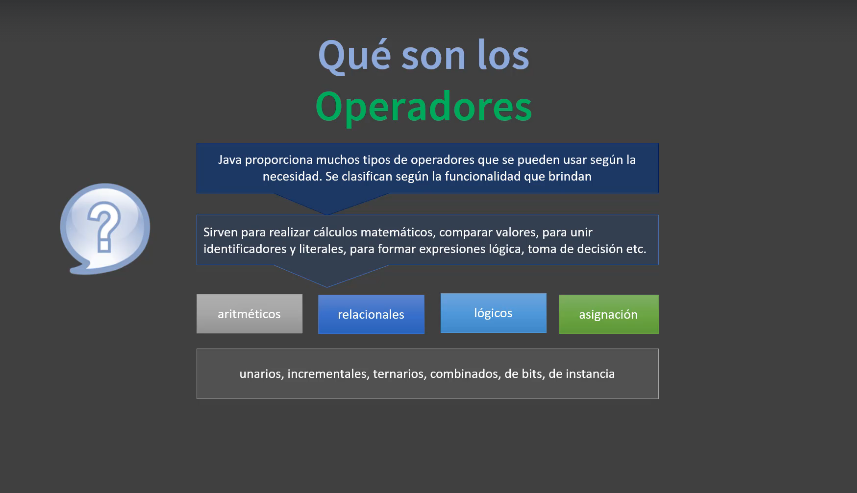 Qué son los
Operadores
Java proporciona muchos tipos de operadores que se pueden usar según la
necesidad. Se clasifican según la funcionalidad que brindan
Sirven para realizar cálculos matemáticos, comparar valores, para unir
identificadores y literales, para formar expresiones lógica, toma de decisión etc.
aritméticos
relacionales
lógicos
asignación
unarios, incrementales, ternarios, combinados, de bits, de instancia